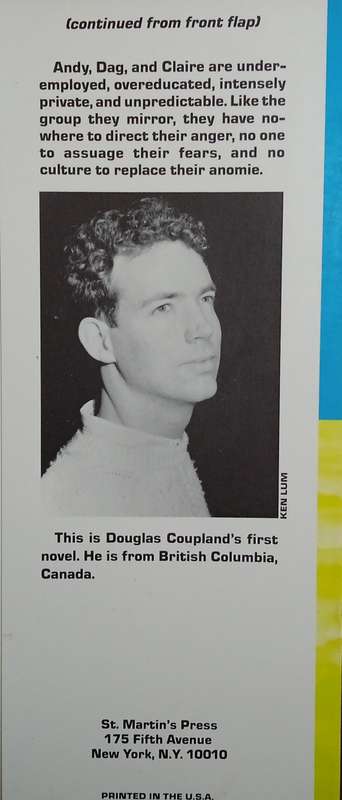 (continued from front flap)
Andy, Dag, and Claire are under-
employed, overeducated, intensely
private, and unpredictable. Like the
group they mirror, they have no-
where to direct their anger, no one
to assuage their fears, and no
culture to replace their anomie.
KEN LUM
This is Douglas Coupland's first
novel. He is from British Columbia,
Canada.
St. Martin's Press
175 Fifth Avenue
New York, N.Y. 10010
PRINTED IN THE U.S.A.